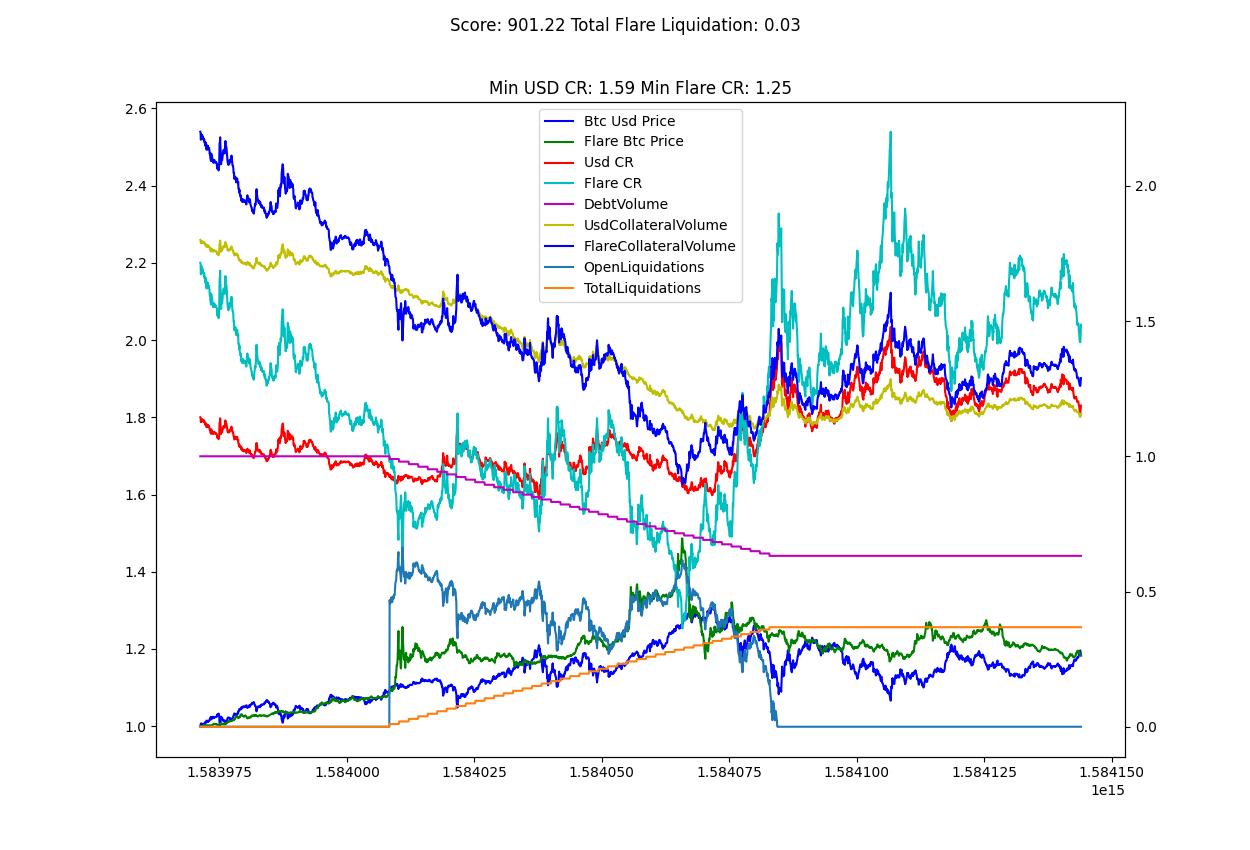 Score: 901.22 Total Flare Liquidation: 0.03
Min USD CR: 1.59 Min Flare CR: 1.25
2.6
2.4
2.2
2.0
1.8
1.6
1.4
1.2
1.0
Btc Usd Price
Flare Btc Price
Usd CR
Flare CR
DebtVolume
UsdCollateralVolume
FlareCollateralVolume
OpenLiquidations
TotalLiquidations
2.0
1.5
1.0
0.5
0.0
1.583975 1.584000 1.584025 1.584050 1.584075 1.584100 1.584125 1.584150
1e15